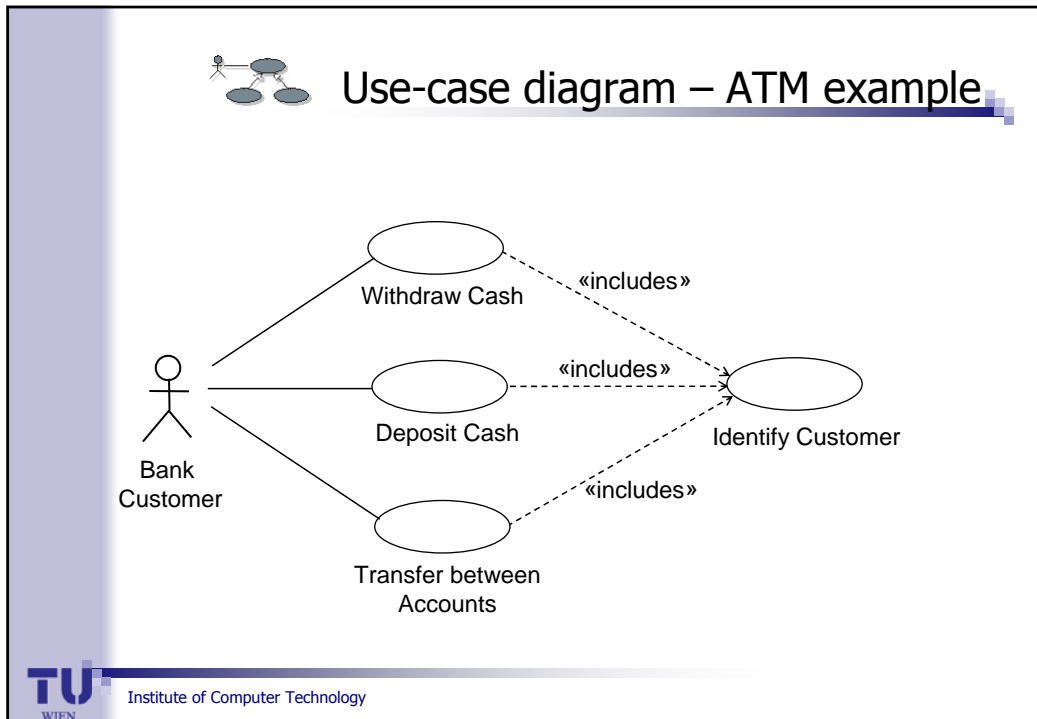 Use-case diagram – ATM example
«includes»
Withdraw Cash
«includes»
Deposit Cash
Identify Customer
Bank
Customer
«includes»
Transfer between
Accounts
TU
WIEN
Institute of Computer Technology